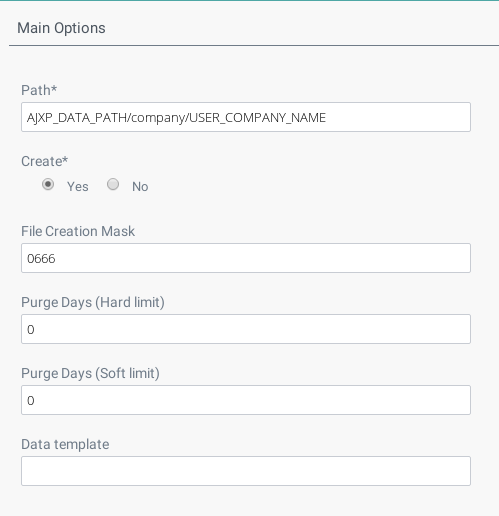 Main Options
Path*
AJXP_DATA_PATH/company/USER_COMPANY_NAME
Create*
Yes No
File Creation Mask
0666
Purge Days (Hard limit)
0
Purge Days (Soft limit)
0
Data template